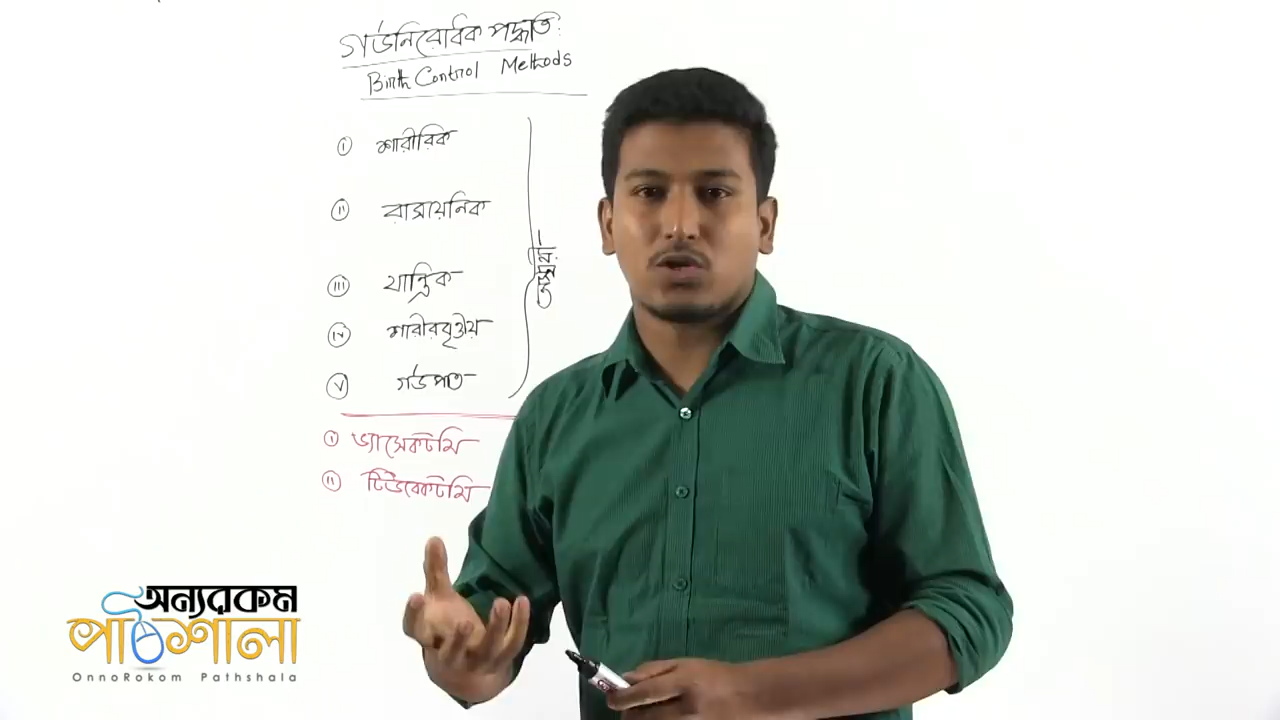 গর্ভনিরোধক পদ্ধতি:
Birth Control Methods
i শারীরিক
ii রাসায়েনিক
iii যান্ত্রিক
iv শারীরবৃত্তীয়
v গর্ভপাত
i ভ্যাসেকটমি
ii টিউবেকটমি
অন্যরকম
পাঠশালা
OnnoRokom Pathshala